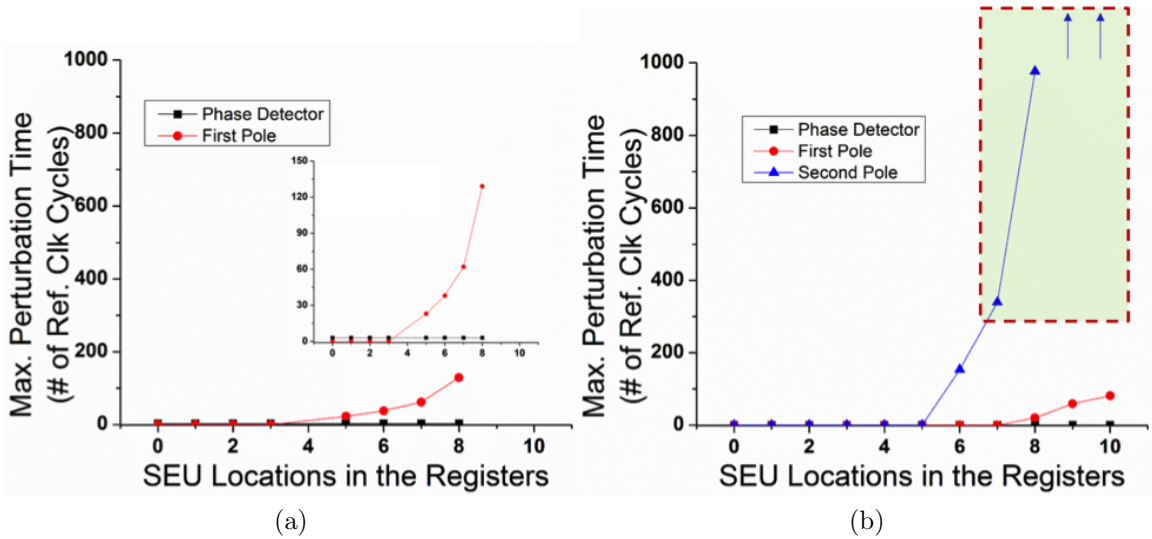 1000
800
600
400
200
0
Max. Perturbation Time
(# of Ref. Clk Cycles)
Phase Detector
First Pole
150
120
90
60
30
0
0 2 4 6 8 10
0 2 4 6 8 10
SEU Locations in the Registers
(a)
1000
800
600
400
200
0
Max. Perturbation Time
(# of Ref. Clk Cycles)
Phase Detector
First Pole
Second Pole
0 2 4 6 8 10
SEU Locations in the Registers
(b)